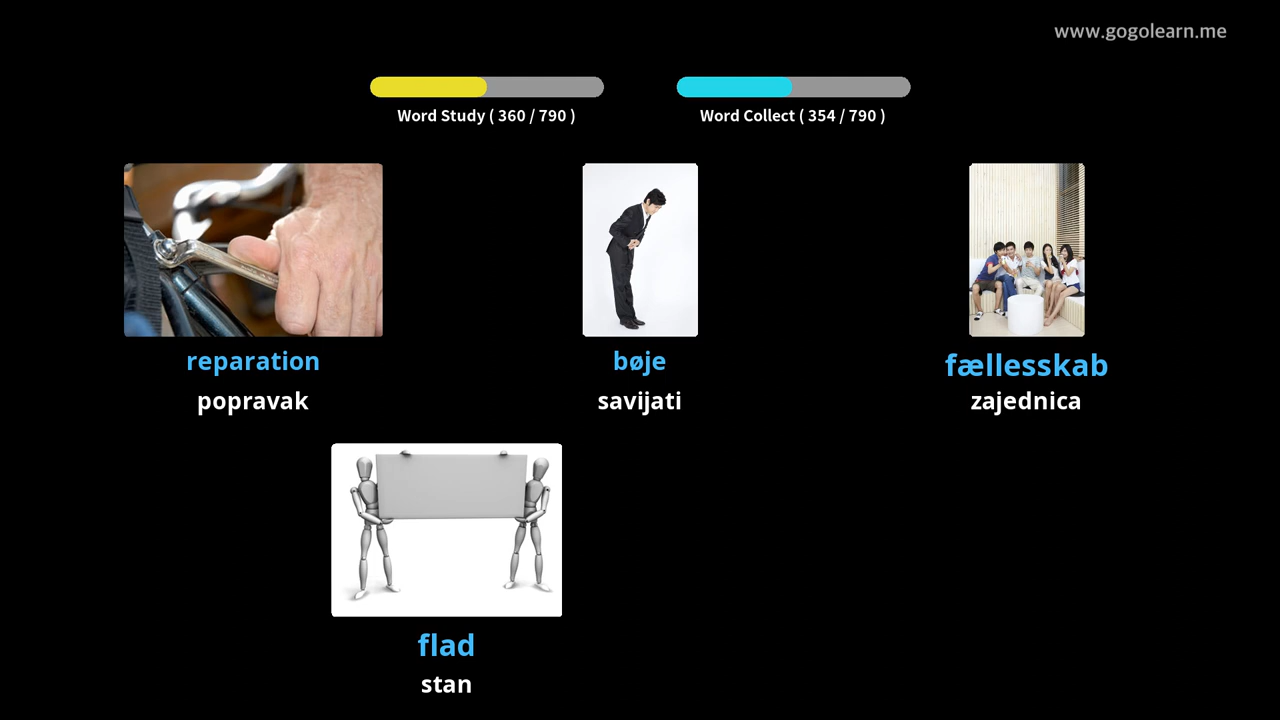 www.gogolearn.me
Word Study ( 360 / 790 )
Word Collect ( 354 / 790 )
reparation
popravak
bøje
savijati
fællesskab
zajednica
flad
stan